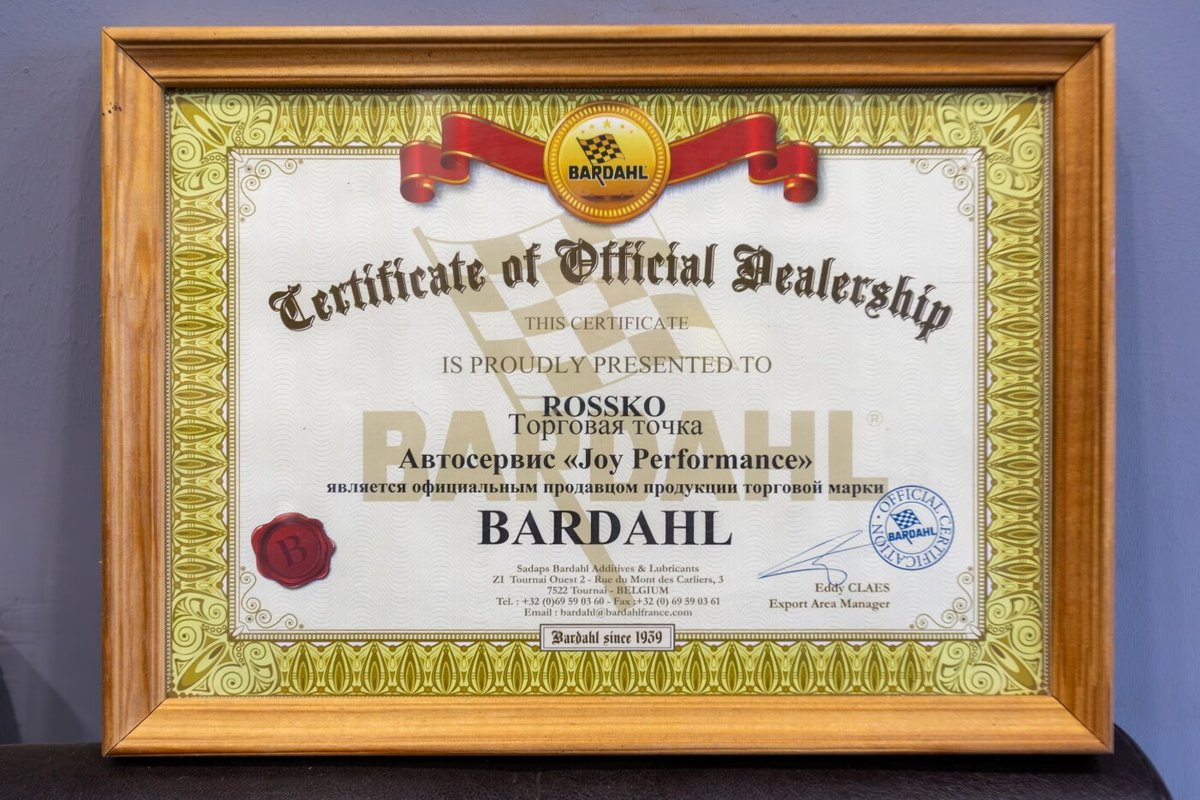 BARDAHL
Certificate of Official Dealership
THIS CERTIFICATE
IS PROUDLY PRESENTED TO
ROSSKO
Торговая точка
Автосервис «Joy Performance»
является официальным продавцом продукции торговой марки
BARDAHL®
BARDAHL
B
OFFICIAL CERTIFICATION
BARDAHL
Sadaps Bardahl Additives & Lubricants
ZI Tournai Ouest 2 - Rue du Mont des Carliers, 3
7522 Tournai - BELGIUM
Tel. : +32 (0)69 59 03 60 - Fax :+32 (0) 69 59 03 61
Email : bardahl@bardahlfrance.com
Eddy CLAES
Export Area Manager
Bardahl since 1939